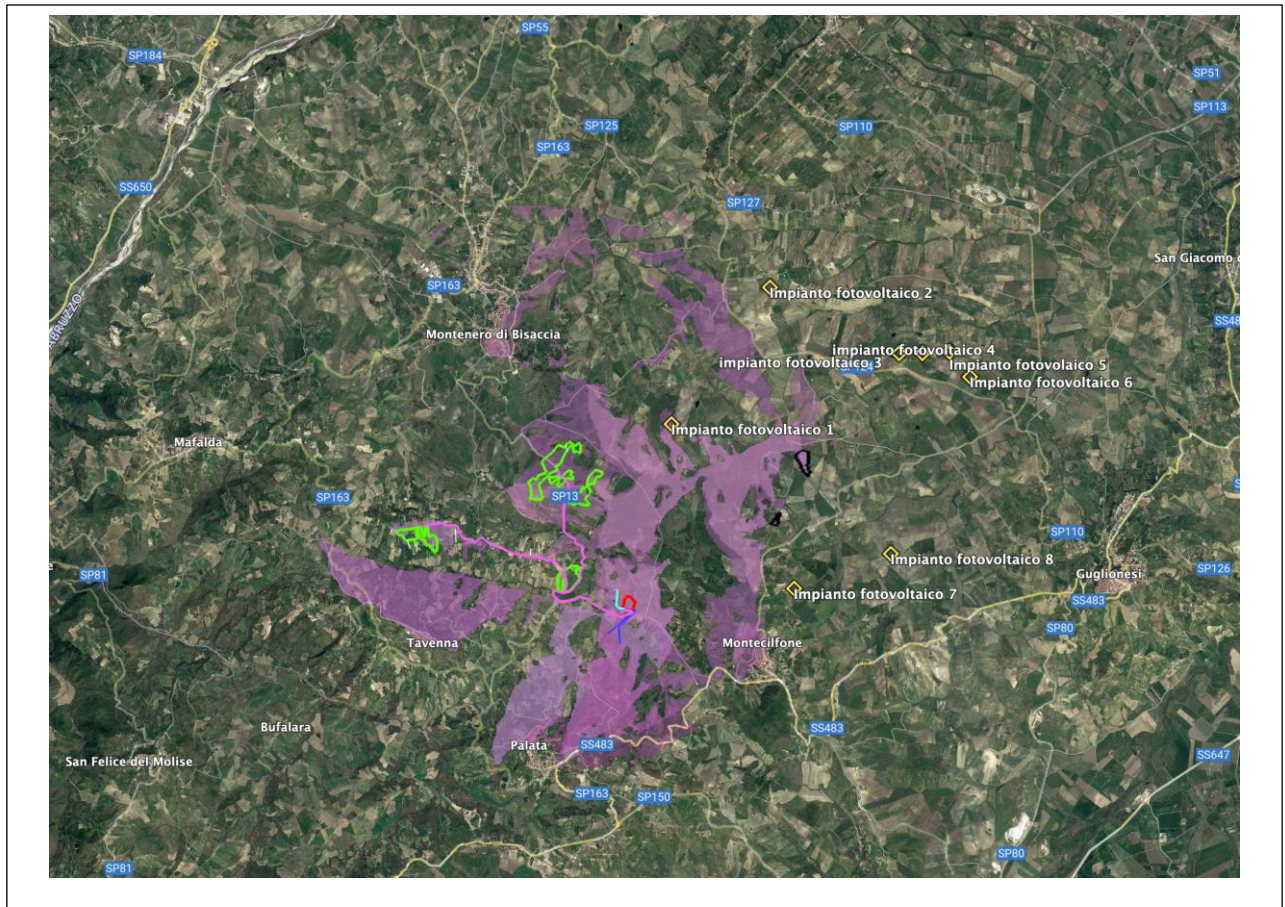 SP55
SP184
SP51
SP113
SP125
SP110
SP163
SS650
SP127
San Giacomo
SP163
Impianto fotovoltaico 2
ABRUZZO
SS48
Montenero di Bisaccia
impianto fotovoltaico 4
impianto fotovoltaico 3
Impianto fotovolaico 5
Impianto fotovoltaico 6
Impianto fotovoltaico 1
Mafalda
SP163
SP13
SP110
SP81
Impianto fotovoltaico 8
Guglionesi
SP126
Impianto fotovoltaico 7
SS483
SP80
Tavenna
Montecilfone
Bufalara
SS483
Palata
SS483
San Felice del Molise
SS647
SP163
SP150
SP80
SP81